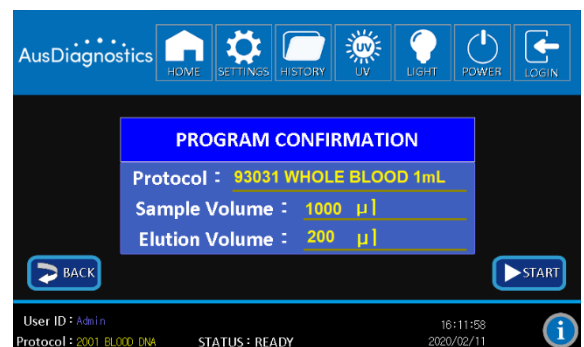 AusDiagnostics
HOME SETTINGS HISTORY UV LIGHT POWER LOGIN
PROGRAM CONFIRMATION
Protocol : 93031 WHOLE BLOOD 1mL
Sample Volume : 1000 μl
Elution Volume : 200 μl
BACK START
User ID : Admin 16:11:58
Protocol : 2001 BLOOD DNA STATUS : READY 2020/02/11